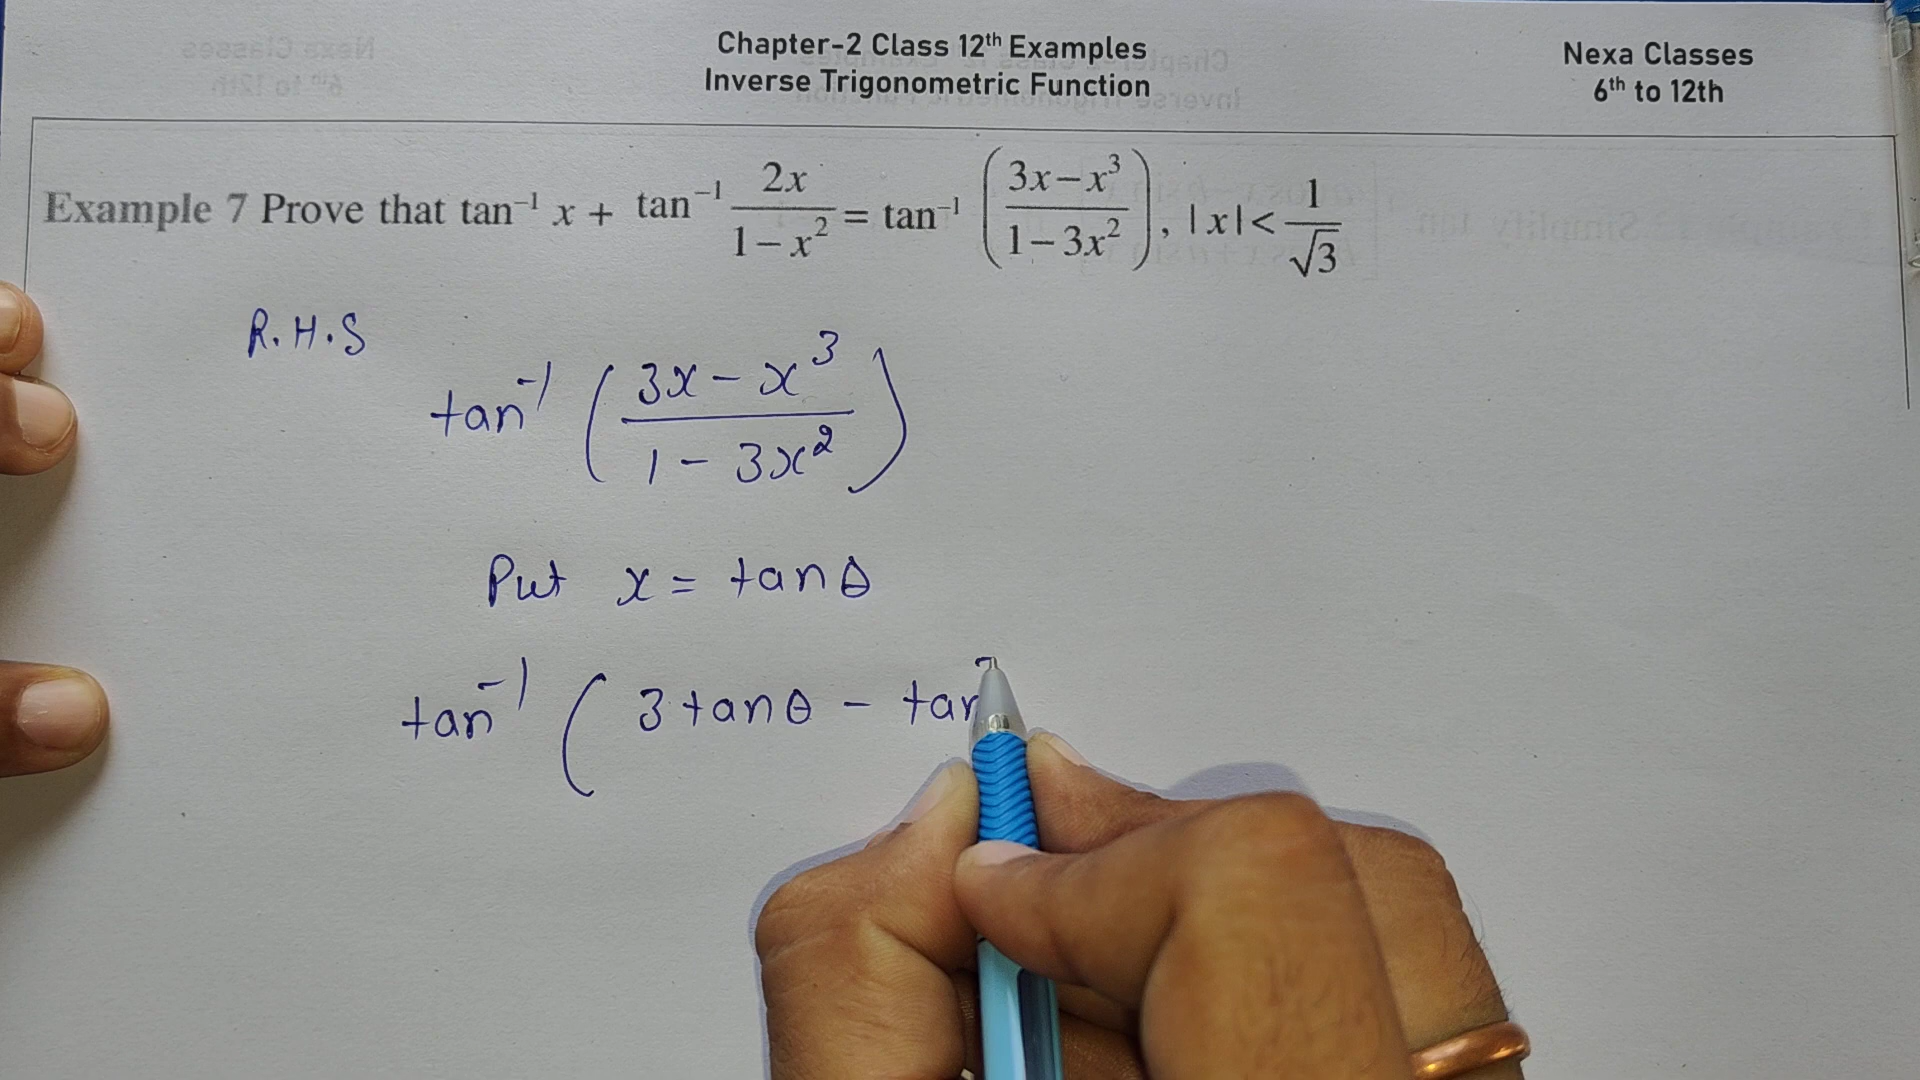 Chapter-2 Class 12th Examples
Inverse Trigonometric Function
Nexa Classes
6th to 12th
Example 7 Prove that tan⁻¹ x + tan⁻¹ 2x/(1−x²) = tan⁻¹ ((3x−x³)/(1−3x²)), |x|< 1/√3
R.H.S
tan⁻¹ ((3x − x³)/(1 − 3x²))
Put x = tanθ
tan⁻¹ ( 3tanθ − tan